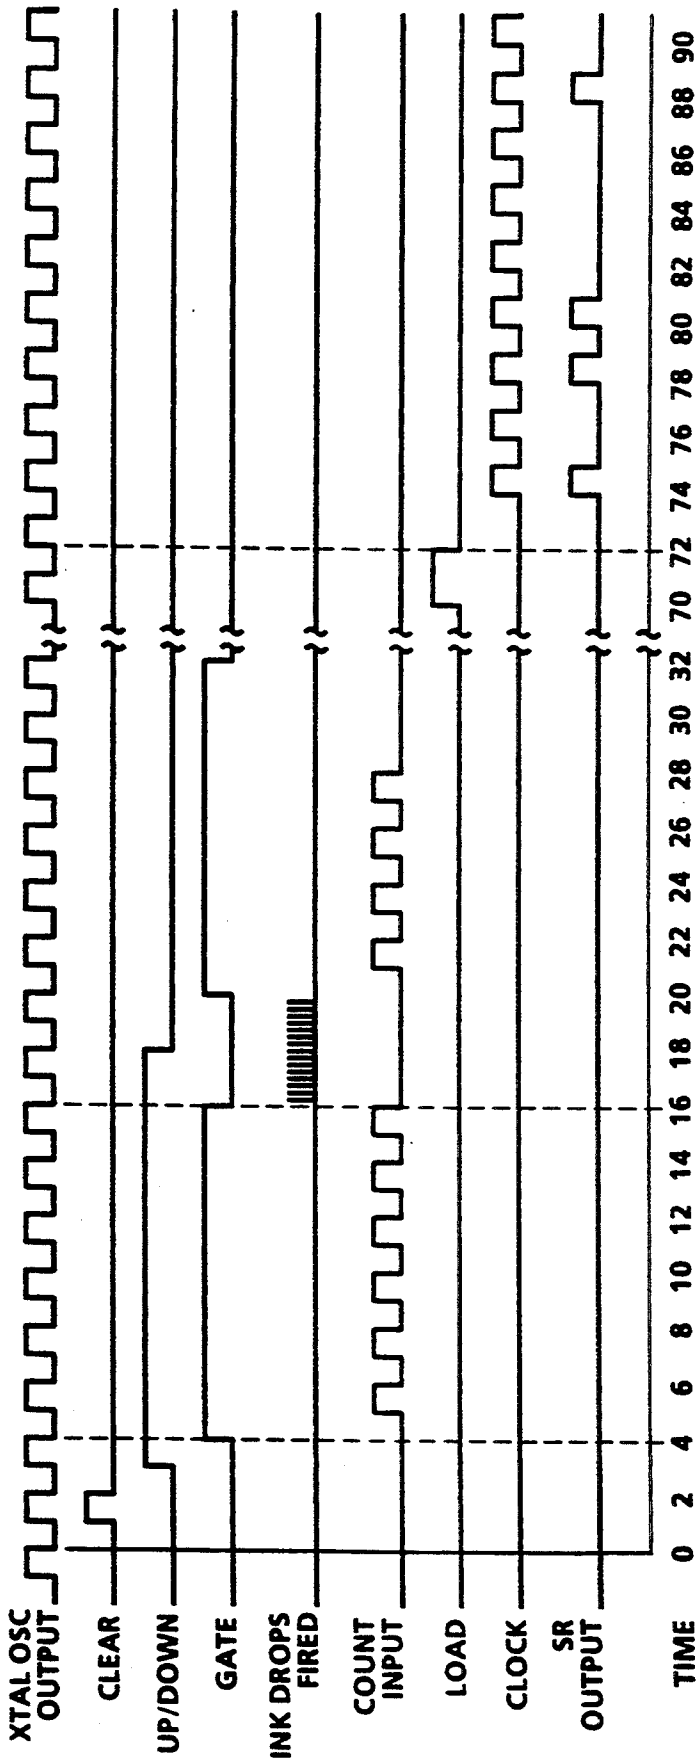 XTAL OSC
OUTPUT
CLEAR
UP/DOWN
GATE
INK DROPS
FIRED
COUNT
INPUT
LOAD
CLOCK
SR
OUTPUT
TIME 0 2 4 6 8 10 12 14 16 18 20 22 24 26 28 30 32 70 72 74 76 78 80 82 84 86 88 90